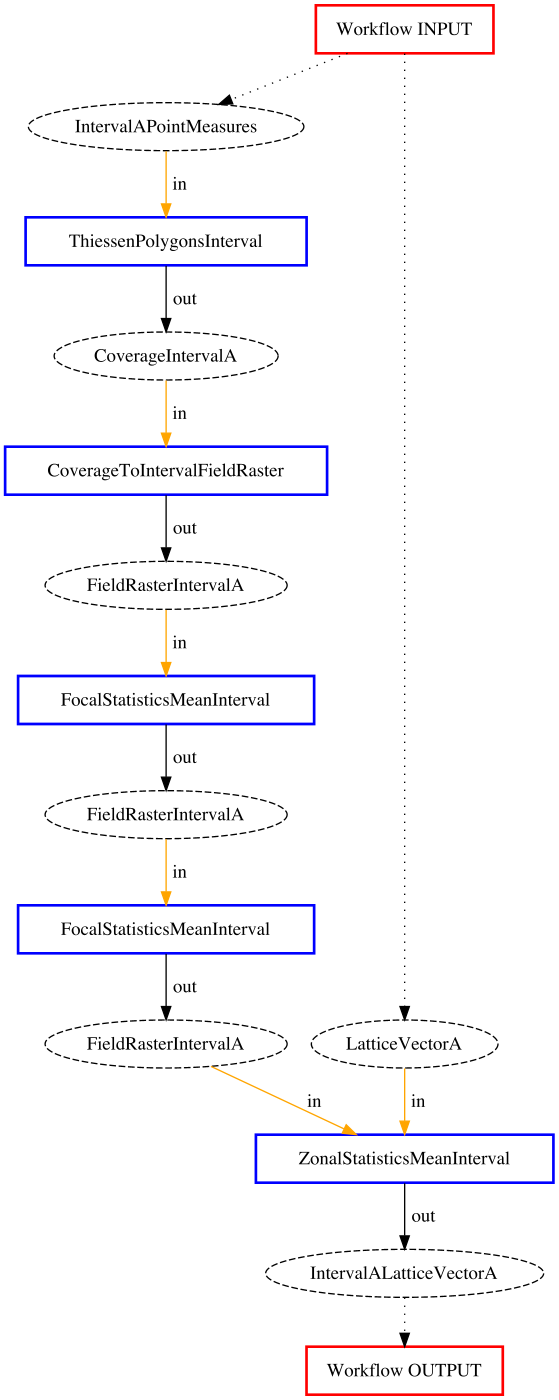 Workflow INPUT
IntervalAPointMeasures
in
ThiessenPolygonsInterval
out
CoverageIntervalA
in
CoverageToIntervalFieldRaster
out
FieldRasterIntervalA
in
FocalStatisticsMeanInterval
out
FieldRasterIntervalA
in
FocalStatisticsMeanInterval
out
FieldRasterIntervalA
LatticeVectorA
in
in
ZonalStatisticsMeanInterval
out
IntervalALatticeVectorA
Workflow OUTPUT